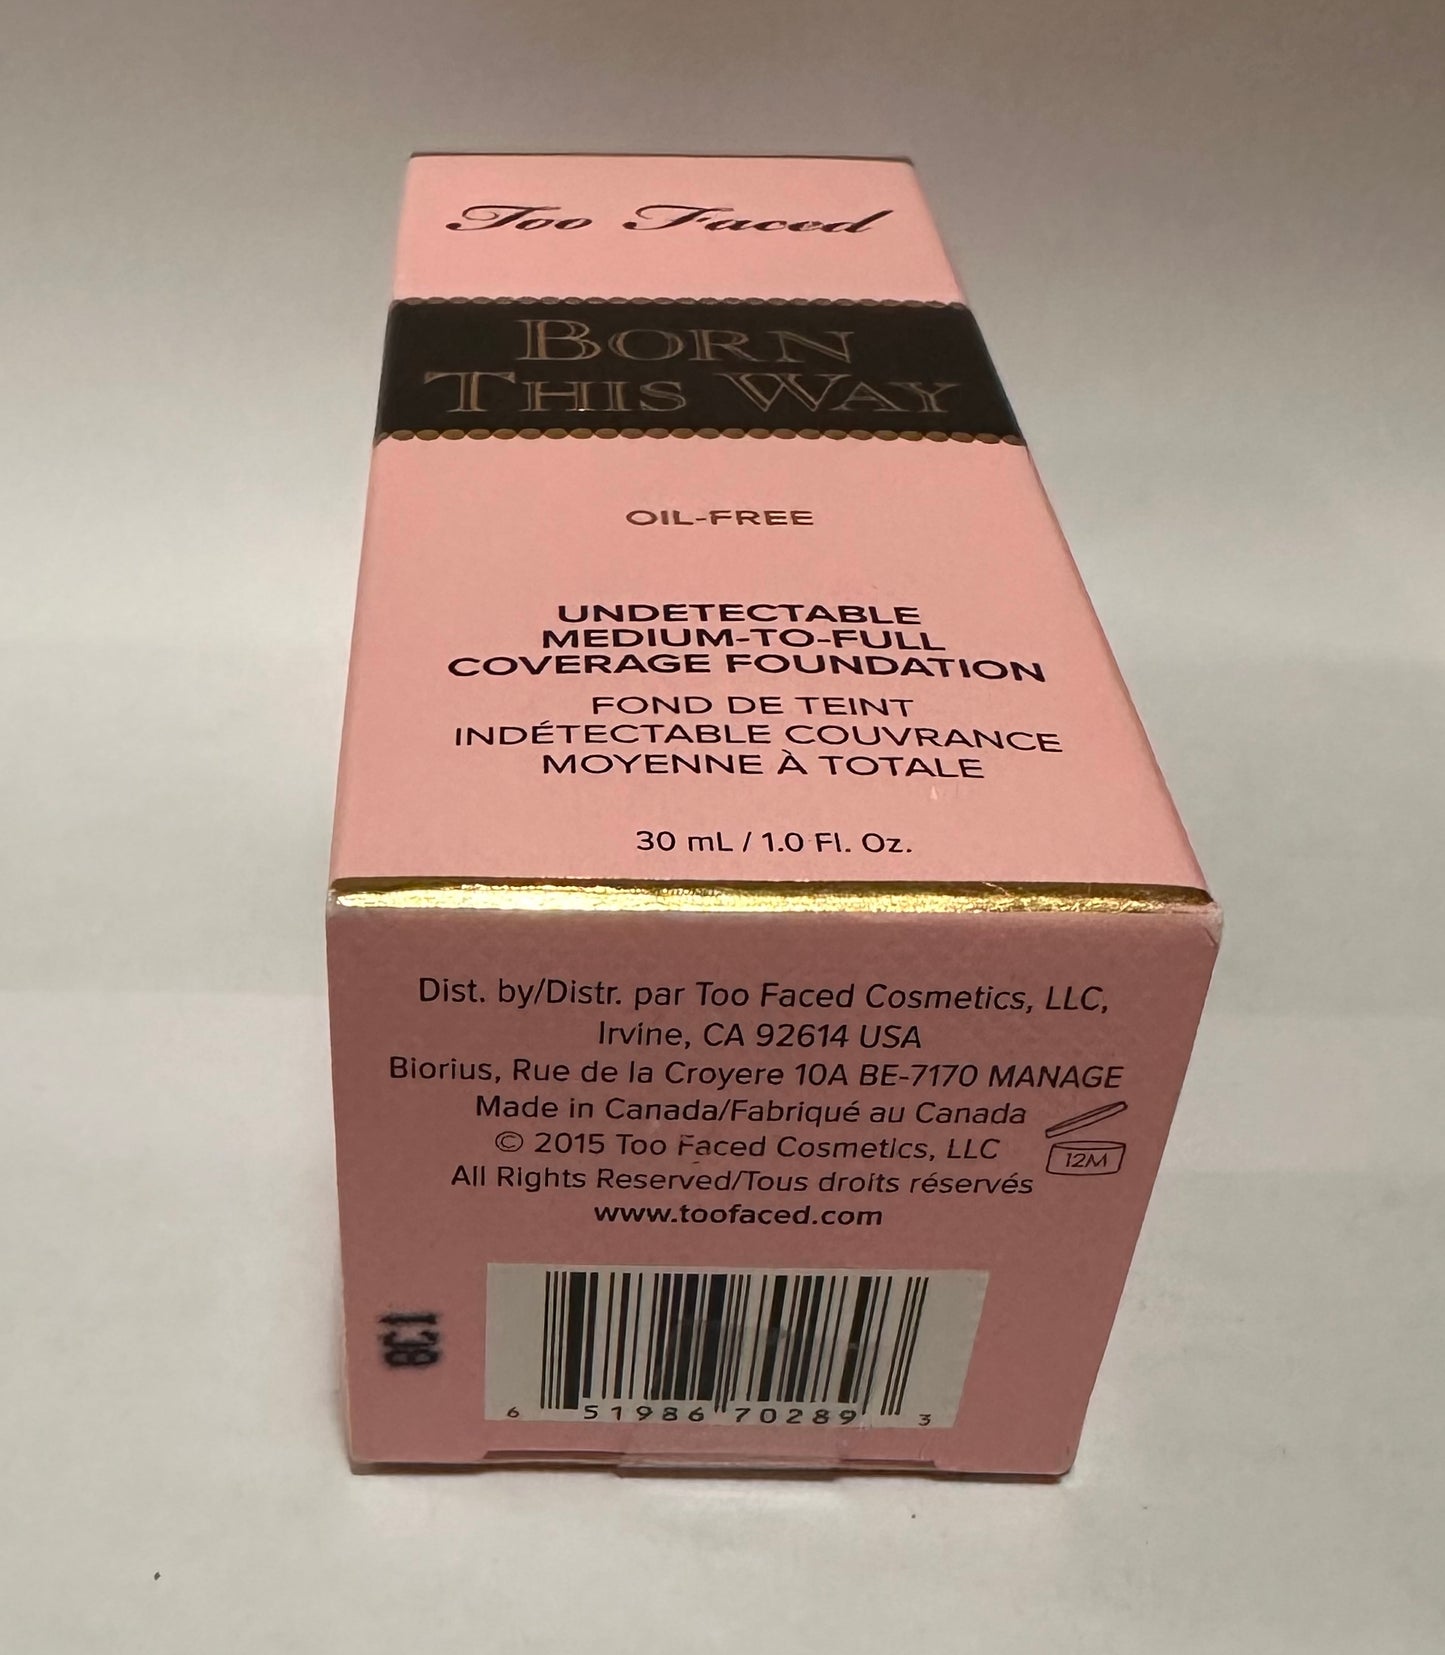 Too Faced
BORN
THIS WAY
OIL-FREE
UNDETECTABLE
MEDIUM-TO-FULL
COVERAGE FOUNDATION
FOND DE TEINT
INDÉTECTABLE COUVRANCE
MOYENNE À TOTALE
30 mL / 1.0 Fl. Oz.
Dist. by/Distr. par Too Faced Cosmetics, LLC,
Irvine, CA 92614 USA
Biorius, Rue de la Croyere 10A BE-7170 MANAGE
Made in Canada/Fabriqué au Canada
© 2015 Too Faced Cosmetics, LLC
12M
All Rights Reserved/Tous droits réservés
www.toofaced.com
8C1
6 51986 70289 3